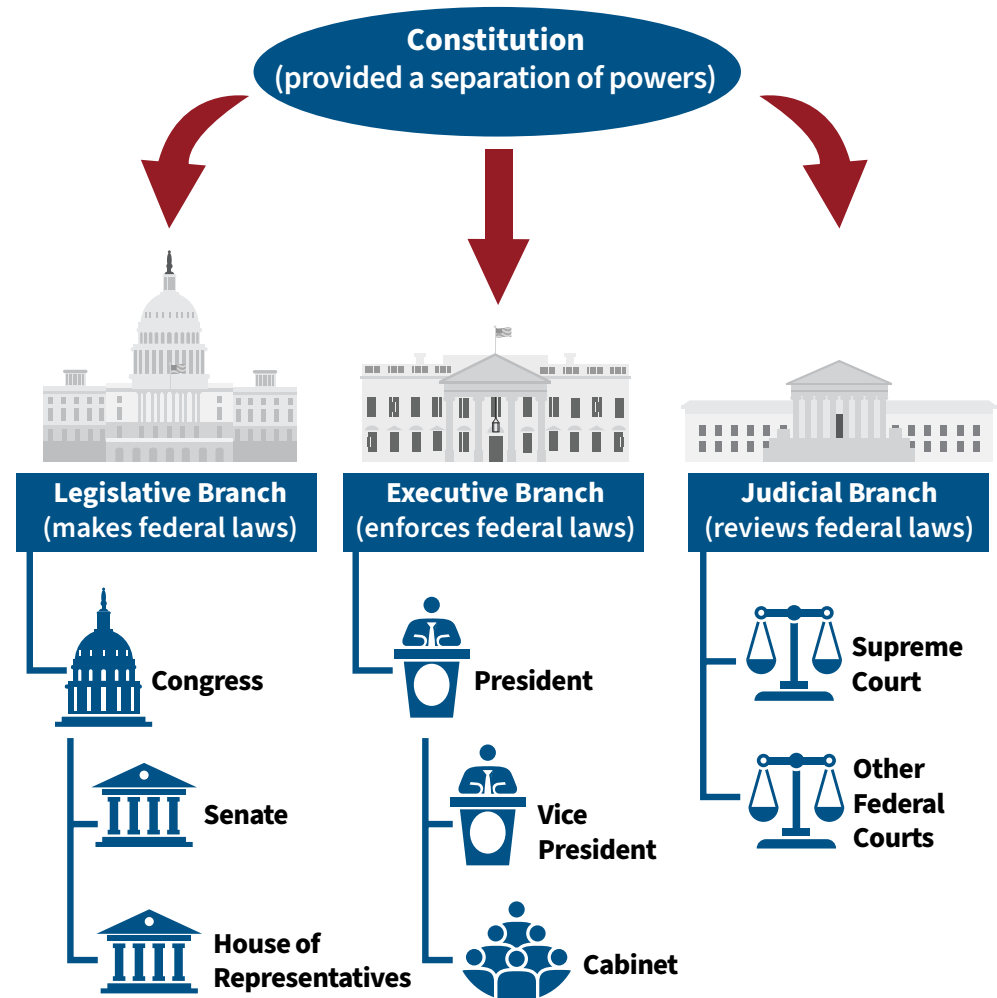 Constitution
(provided a separation of powers)
Legislative Branch
(makes federal laws)
Congress
Senate
House of
Representatives
Executive Branch
(enforces federal laws)
President
Vice
President
Cabinet
Judicial Branch
(reviews federal laws)
Supreme
Court
Other
Federal
Courts